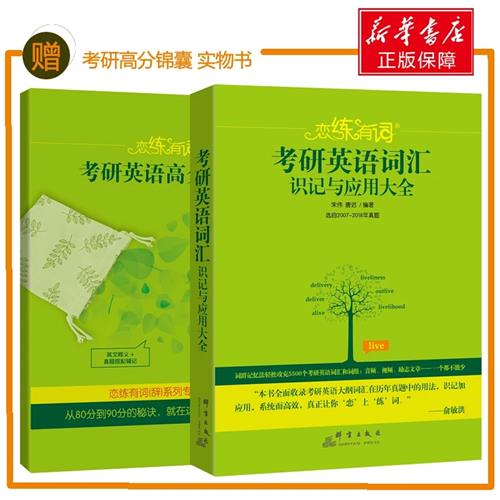 赠
考研高分锦囊 实物书
新华书店
正版保障
恋练有词
考研英语高
英文释义+
真题搭配辅记
恋练有词(辞)系列专
从80分到90分的秘诀，就在这
考研英语词汇
识记与应用大全
恋练有词®
考研英语词汇
识记与应用大全
朱伟 唐迟 / 编著
选自2007-2018年真题
liveliness
delivery
outlive
deliver
livelihood
alive
live
词群记忆法轻松攻克5500个考研英语词汇和词组：音频、视频、励志文章——一个都不能少
“本书全面收录考研英语大纲词汇在历年真题中的用法，识记加
应用，系统而高效，真正让你‘恋’上‘练’词。”
——俞敏洪
群言出版社